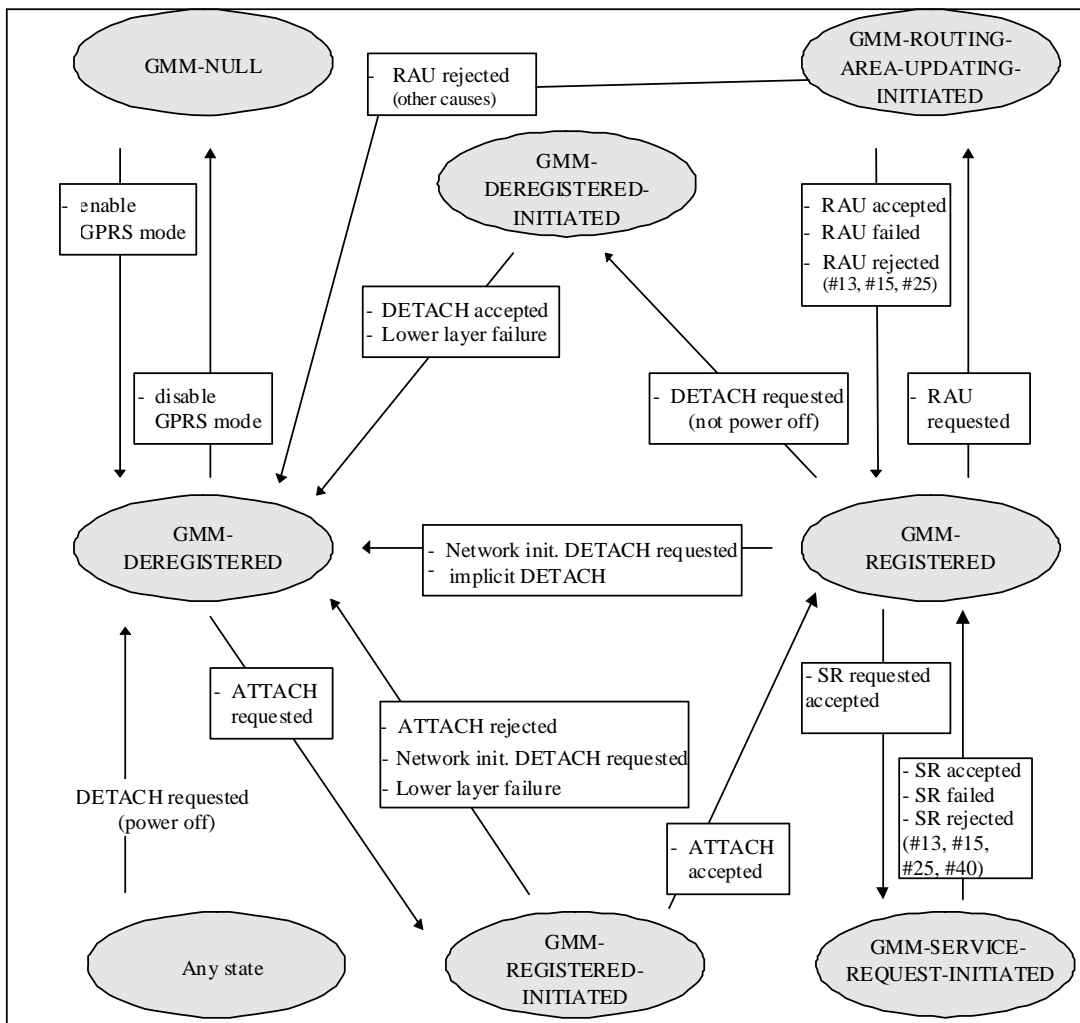 GMM-NULL
GMM-ROUTING-
AREA-UPDATING-
INITIATED
- RAU rejected
(other causes)
GMM-
DEREGISTERED-
INITIATED
- enable
GPRS mode
- RAU accepted
- RAU failed
- RAU rejected
(#13, #15, #25)
- DETACH accepted
- Lower layer failure
- disable
GPRS mode
- DETACH requested
(not power off)
- RAU
requested
GMM-
DEREGISTERED
- Network init. DETACH requested
- implicit DETACH
GMM-
REGISTERED
- ATTACH
requested
- ATTACH rejected
- Network init. DETACH requested
- Lower layer failure
- SR requested
accepted
DETACH requested
(power off)
- ATTACH
accepted
- SR accepted
- SR failed
- SR rejected
(#13, #15,
#25, #40)
Any state
GMM-
REGISTERED-
INITIATED
GMM-SERVICE-
REQUEST-INITIATED